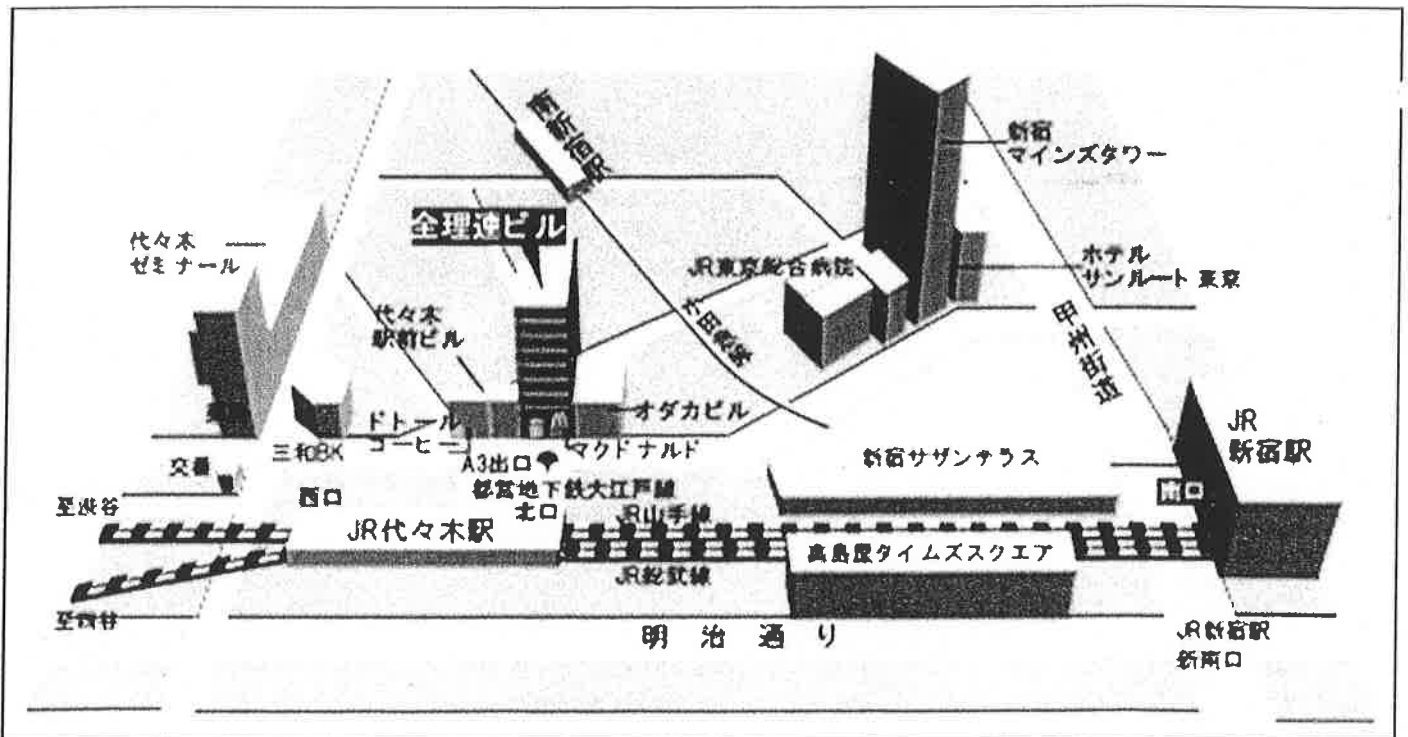 南新宿駅
新宿
マインズタワー
全理連ビル
代々木
ゼミナール
JR東京総合病院
ホテル
サンルート東京
代々木
駅前ビル
小田急線
甲州街道
オダカビル
ドトール
コーヒー
マクドナルド
JR
新宿駅
三和BK
新宿サザンテラス
交番
A3出口
都営地下鉄大江戸線
西口
北口
南口
至渋谷
JR山手線
JR代々木駅
高島屋タイムズスクエア
JR総武線
至四谷
明治通り
JR新宿駅
新南口